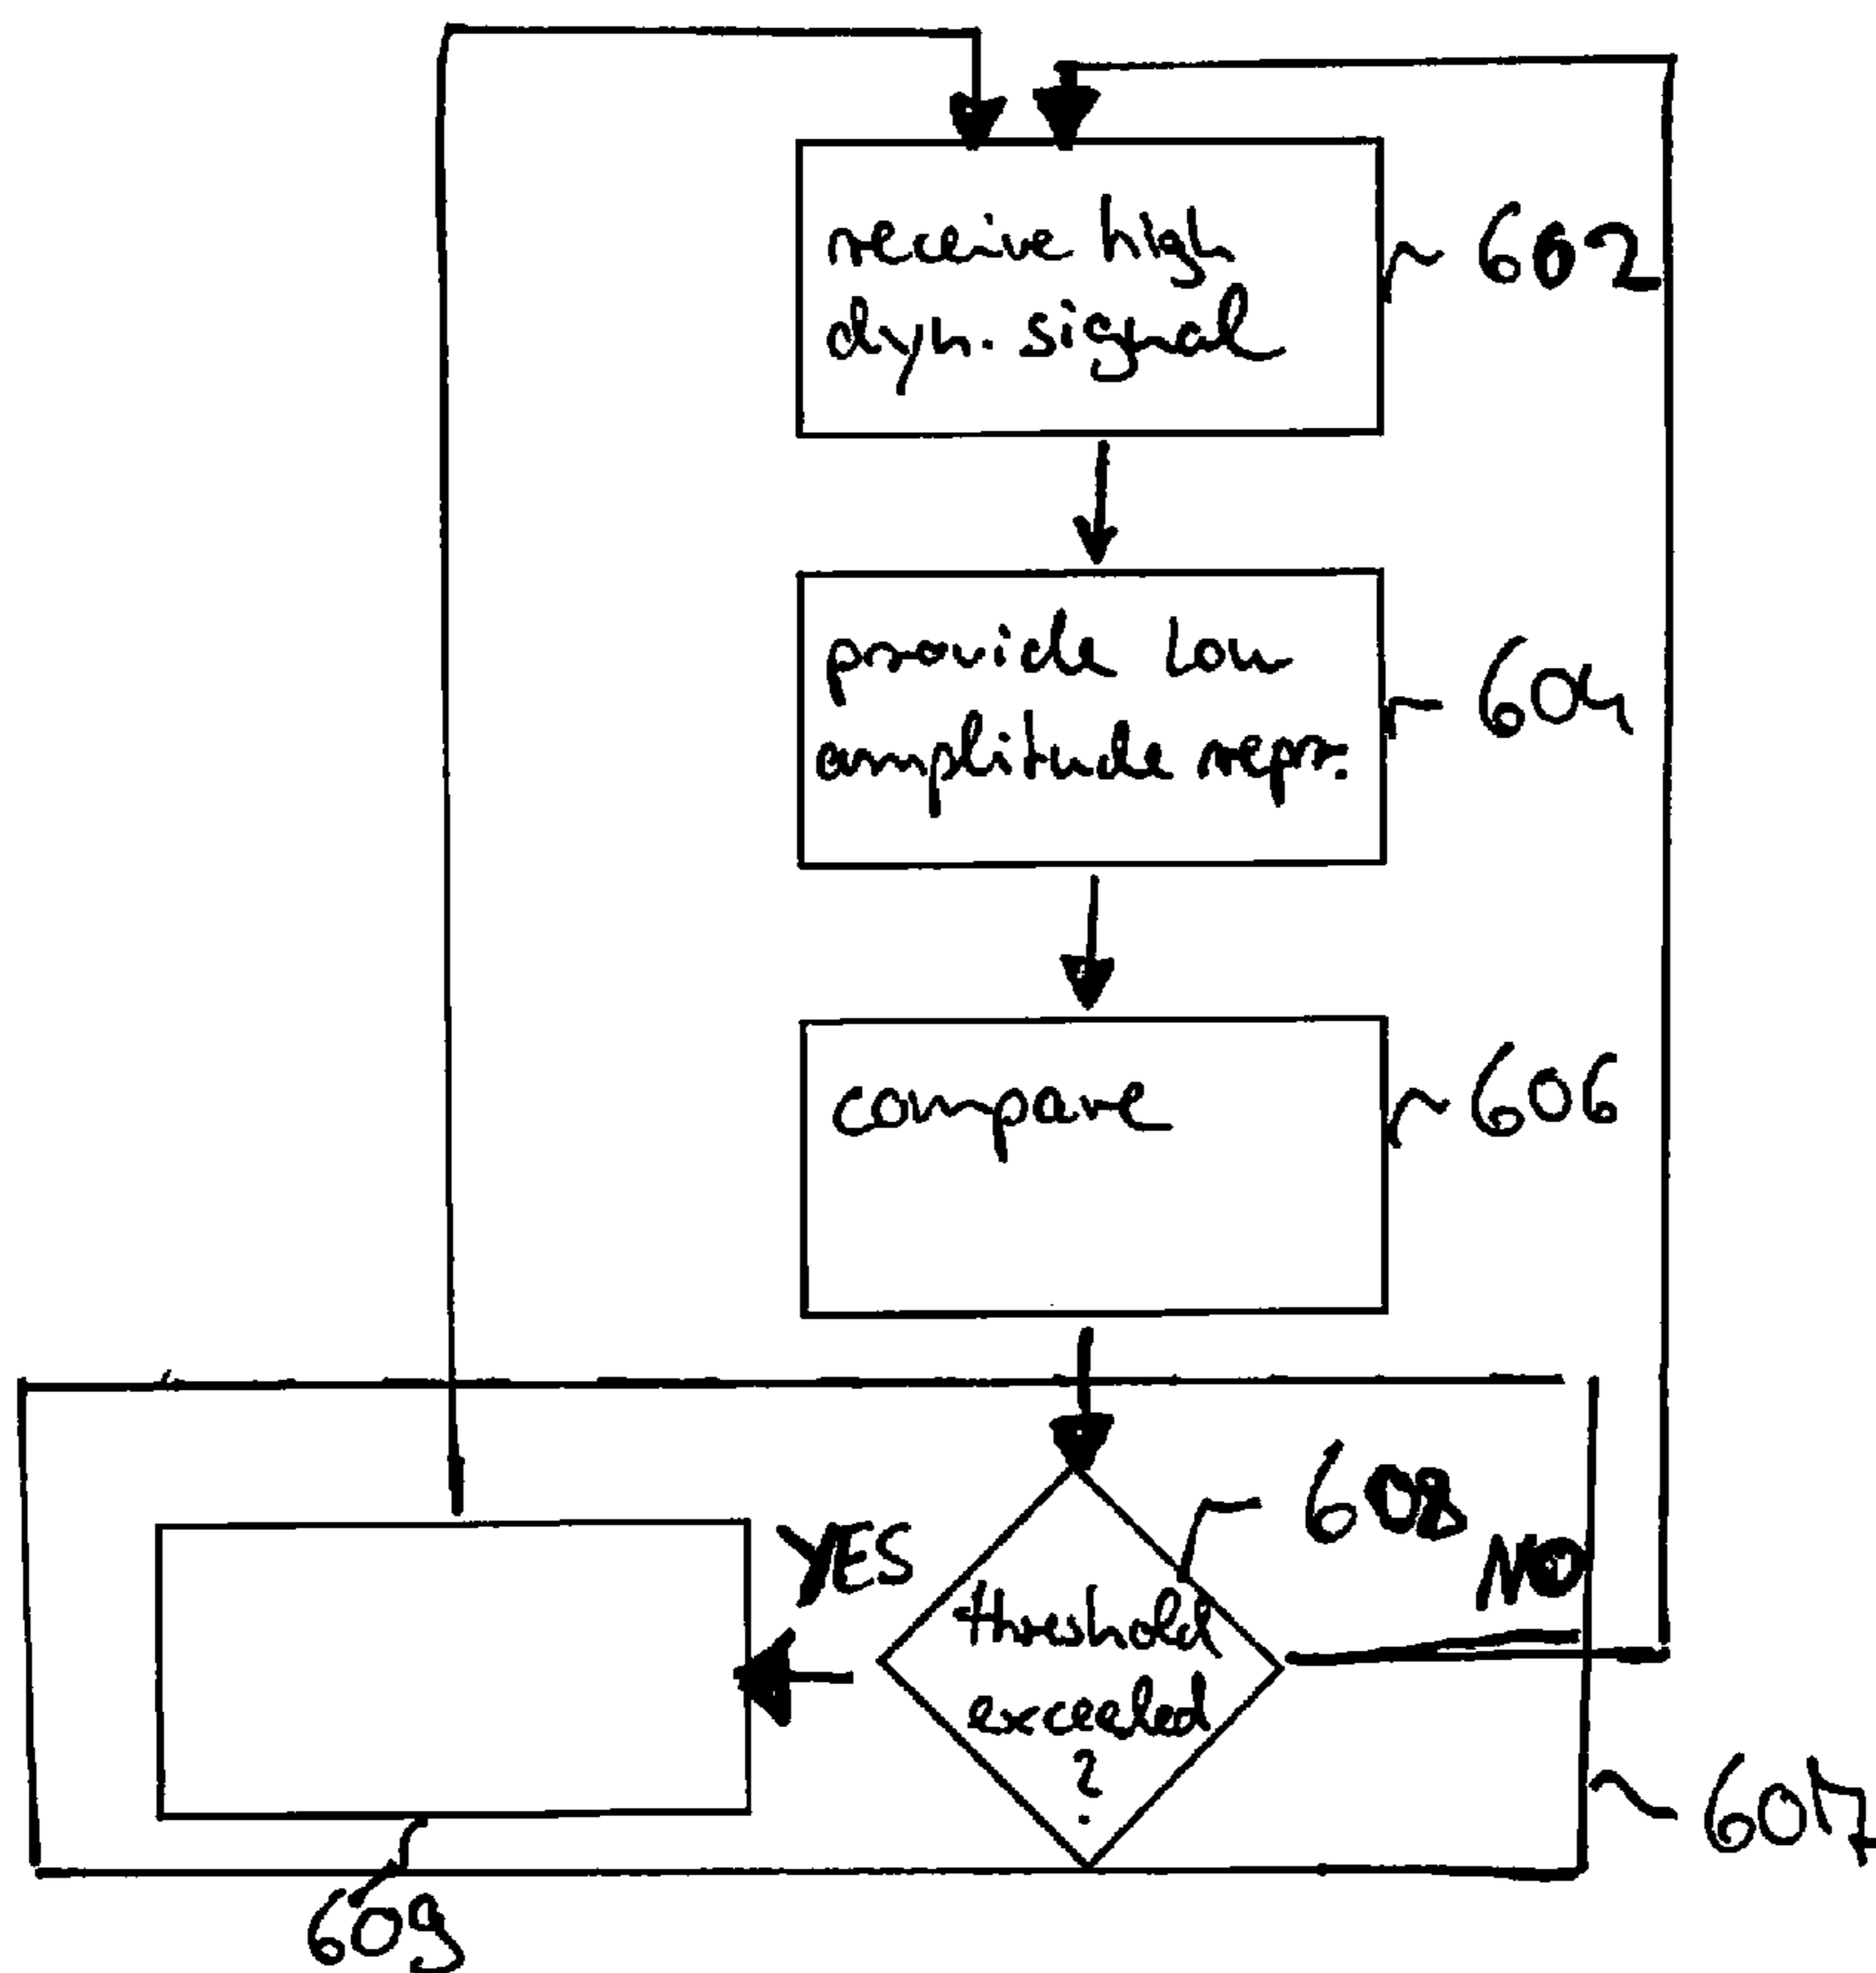 receive high
dyn. signal
~ 602
provide low
amplitude repr.
~ 604
compare
~ 606
608
YES
NO
threshold
exceeded
?
~ 607
609